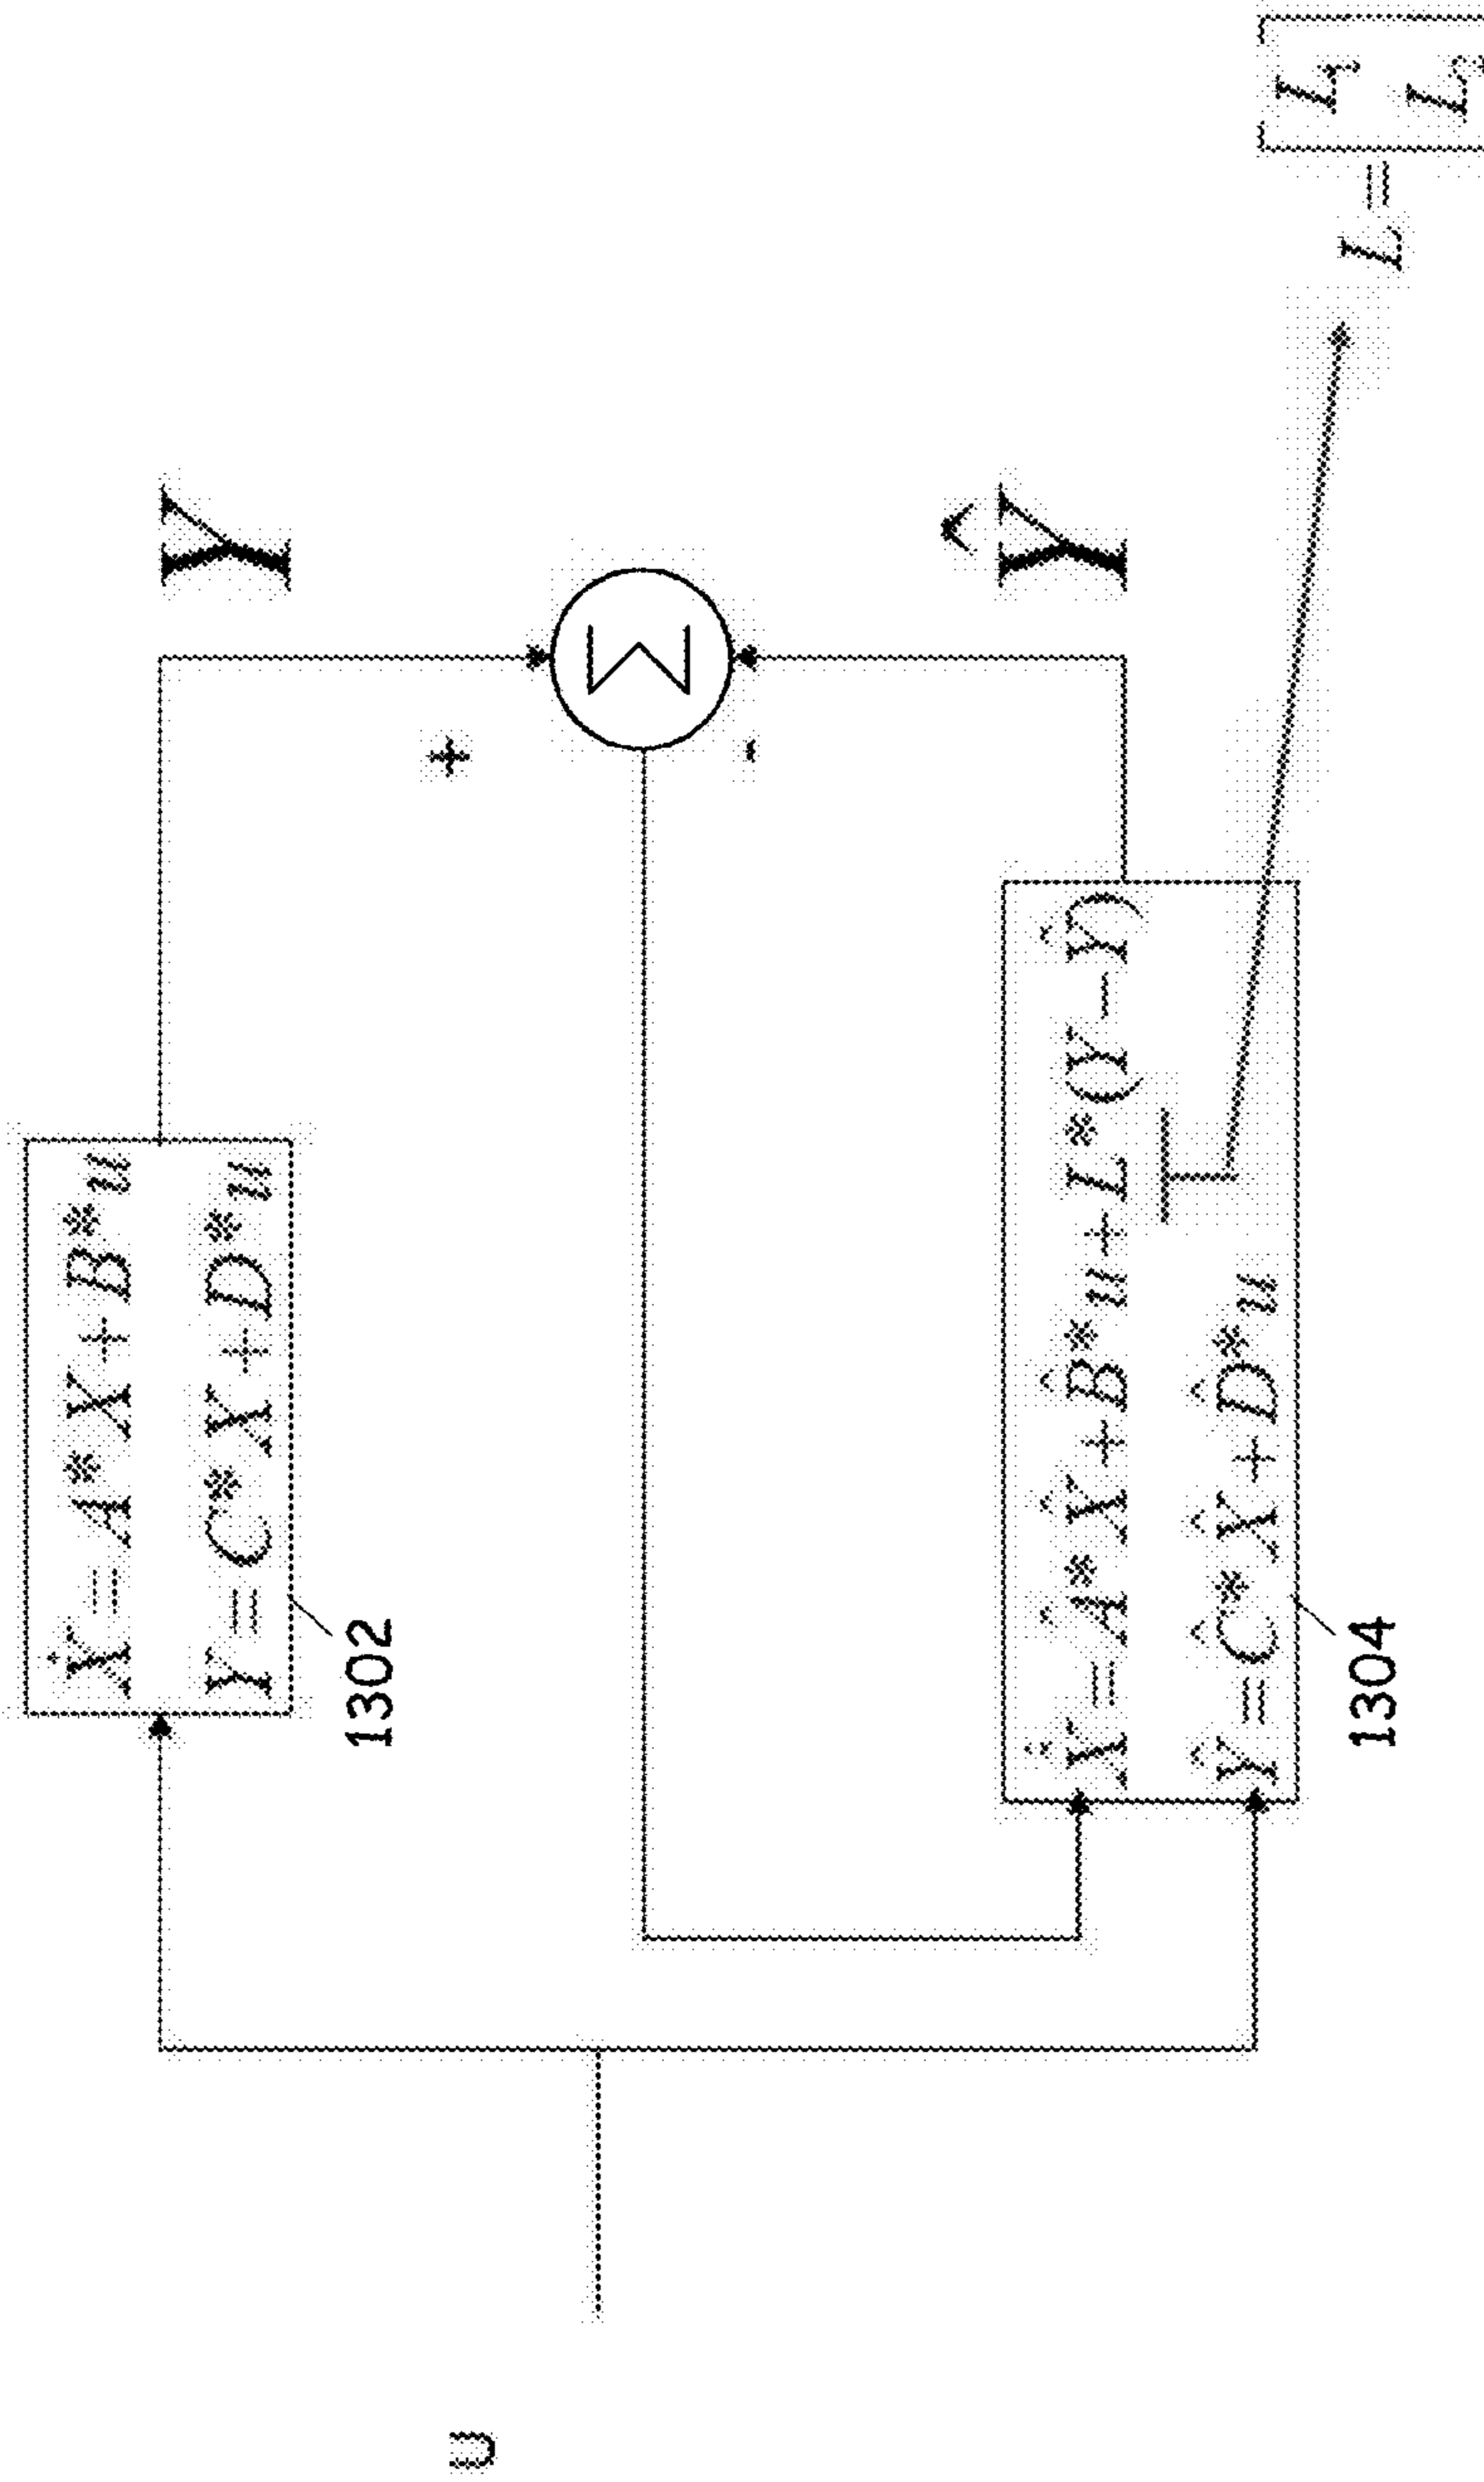 Ẋ = A*X + B*u
Y = C*X + D*u
1302
Y
+
Σ
-
Ŷ
u
X̂̇ = Â*X̂ + B̂*u + L*(Y − Ŷ)
Ŷ = Ĉ*X̂ + D̂*u
1304
L =
L₁
L₂